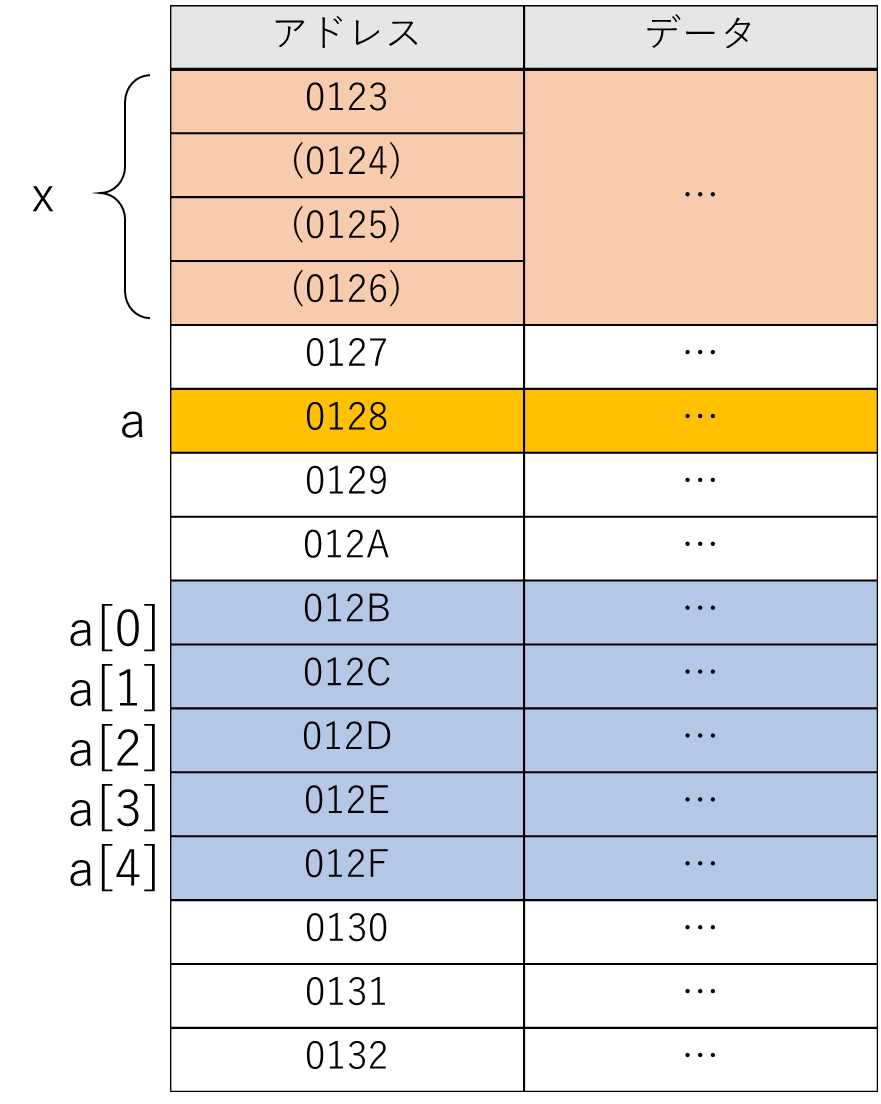 アドレス データ
x
0123 …
(0124)
(0125)
(0126)
0127 …
a 0128 …
0129 …
012A …
a[0] 012B …
a[1] 012C …
a[2] 012D …
a[3] 012E …
a[4] 012F …
0130 …
0131 …
0132 …